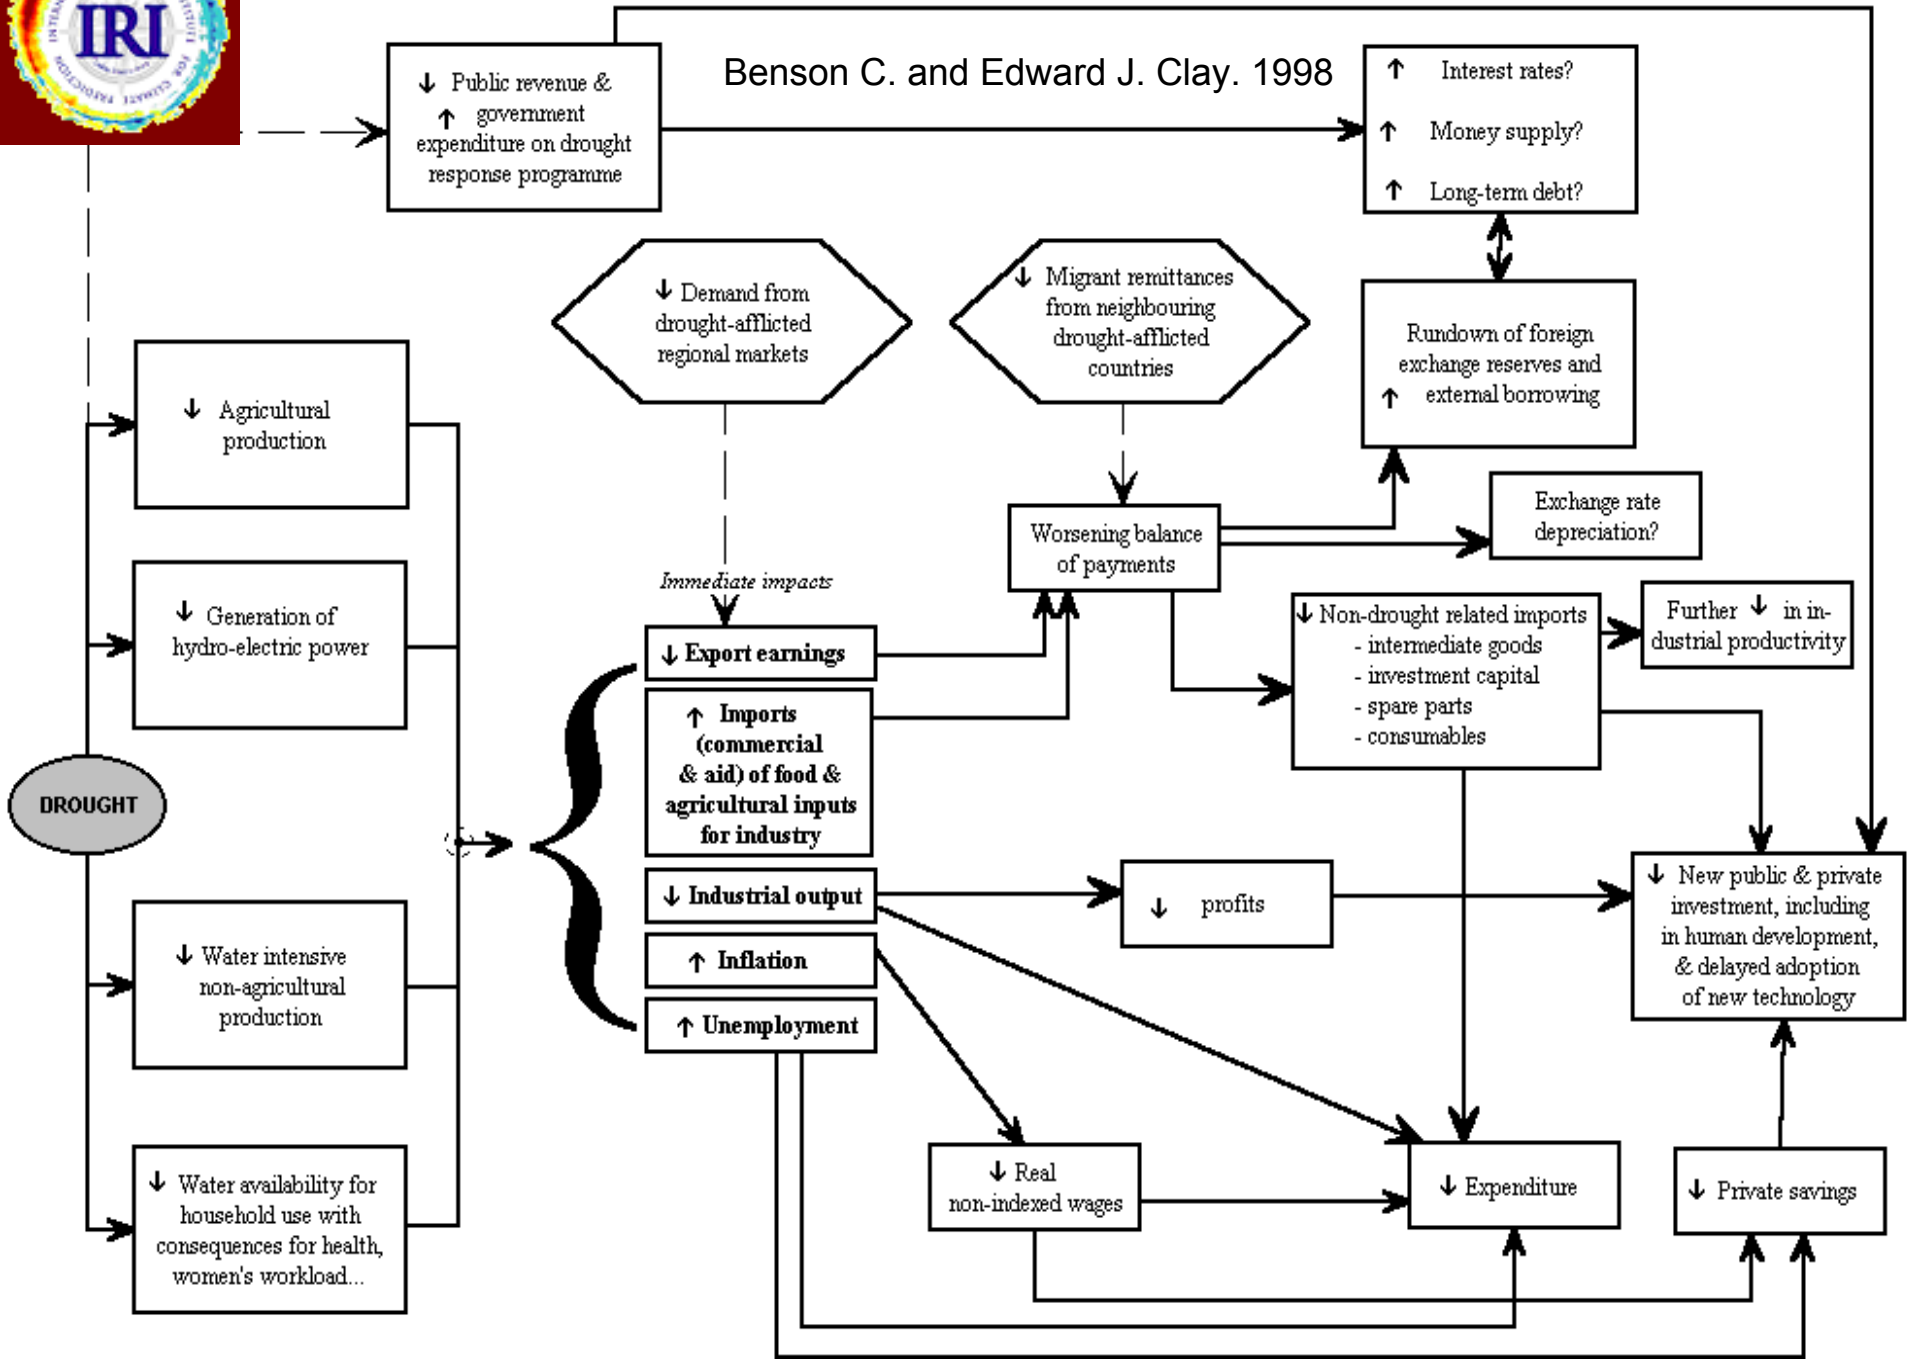 IRI
Benson C. and Edward J. Clay. 1998
↓ Public revenue &
↑ government
expenditure on drought
response programme
↑ Interest rates?
↑ Money supply?
↑ Long-term debt?
↓ Demand from
drought-afflicted
regional markets
↓ Migrant remittances
from neighbouring
drought-afflicted
countries
Rundown of foreign
exchange reserves and
↑ external borrowing
↓ Agricultural
production
Exchange rate
depreciation?
Worsening balance
of payments
Immediate impacts
↓ Generation of
hydro-electric power
↓ Export earnings
↑ Imports
(commercial
& aid) of food &
agricultural inputs
for industry
↓ Non-drought related imports
- intermediate goods
- investment capital
- spare parts
- consumables
Further ↓ in in-
dustrial productivity
DROUGHT
↓ Industrial output
↓ profits
↓ New public & private
investment, including
in human development,
& delayed adoption
of new technology
↓ Water intensive
non-agricultural
production
↑ Inflation
↑ Unemployment
↓ Water availability for
household use with
consequences for health,
women's workload...
↓ Real
non-indexed wages
↓ Expenditure
↓ Private savings